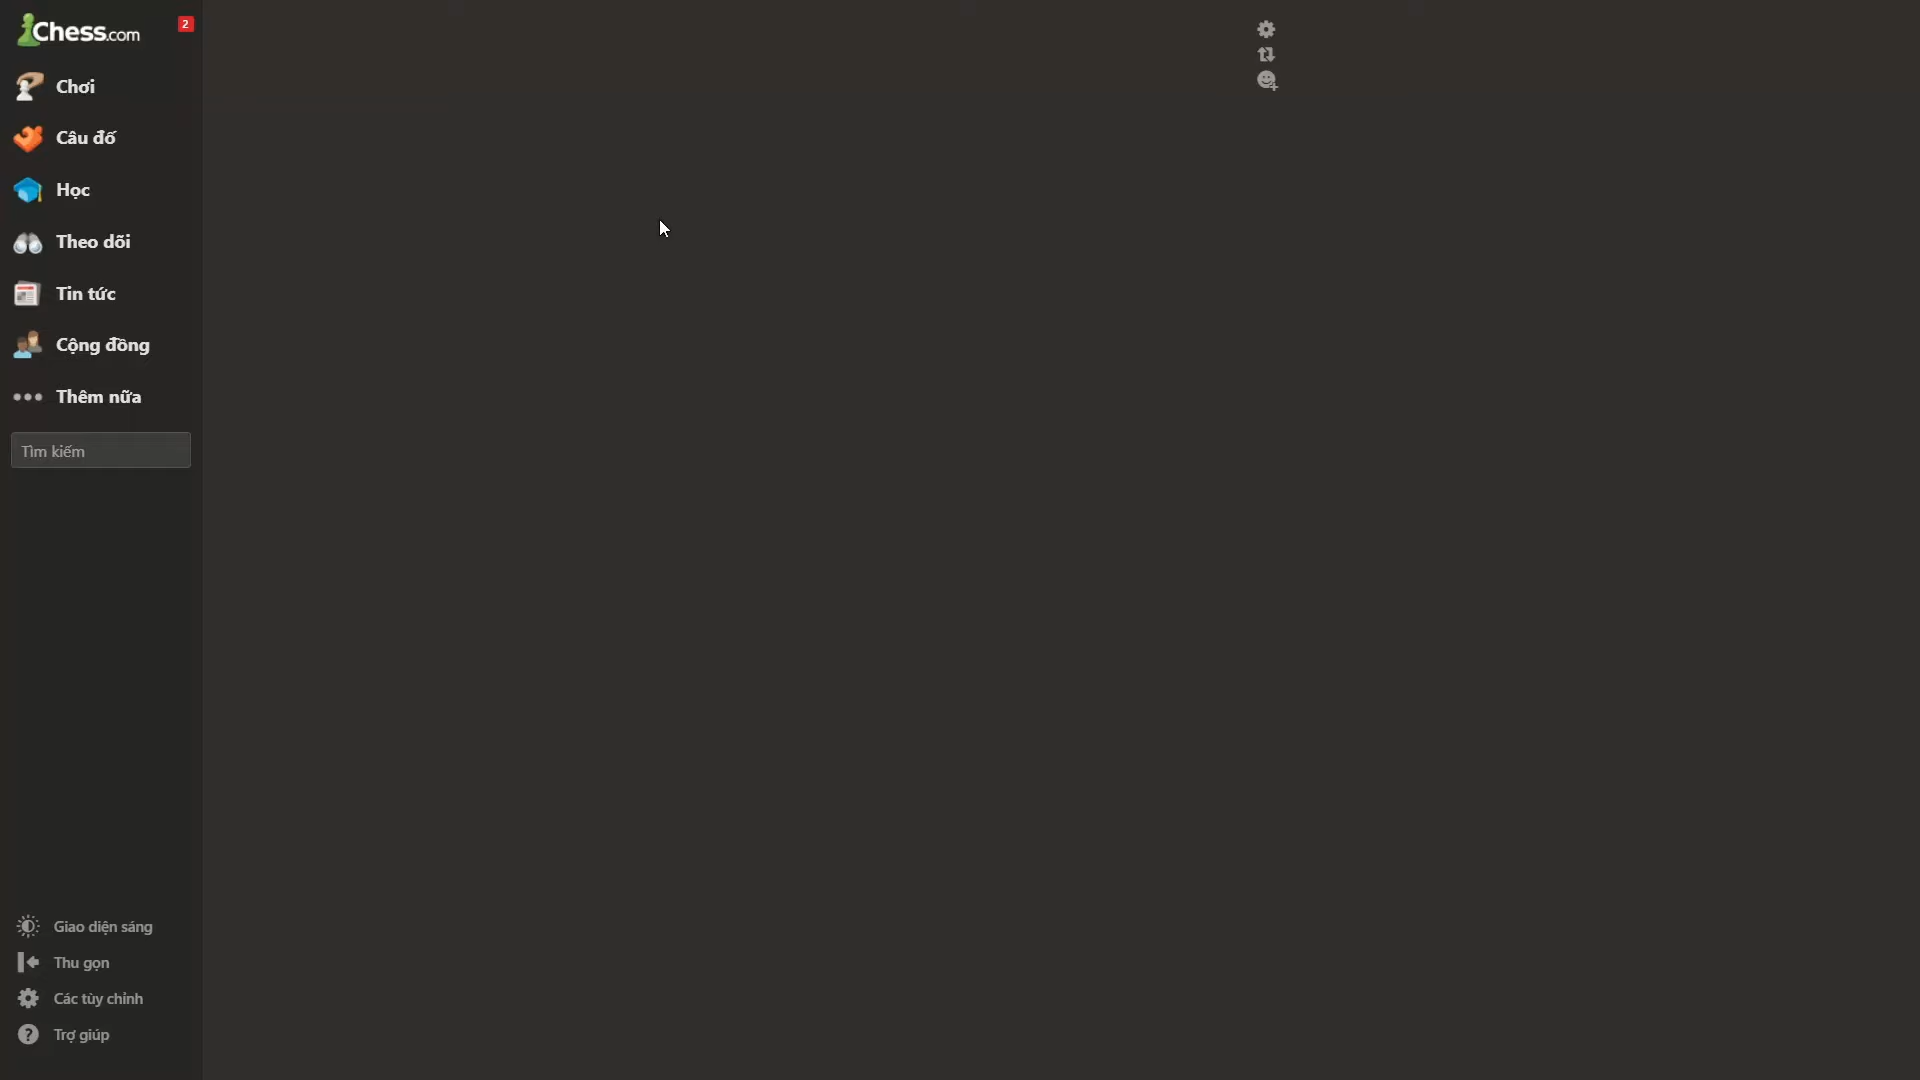 Chess.com
2
Chơi
Câu đố
Học
Theo dõi
Tin tức
Cộng đồng
Thêm nữa
Tìm kiếm
Giao diện sáng
Thu gọn
Các tùy chỉnh
Trợ giúp